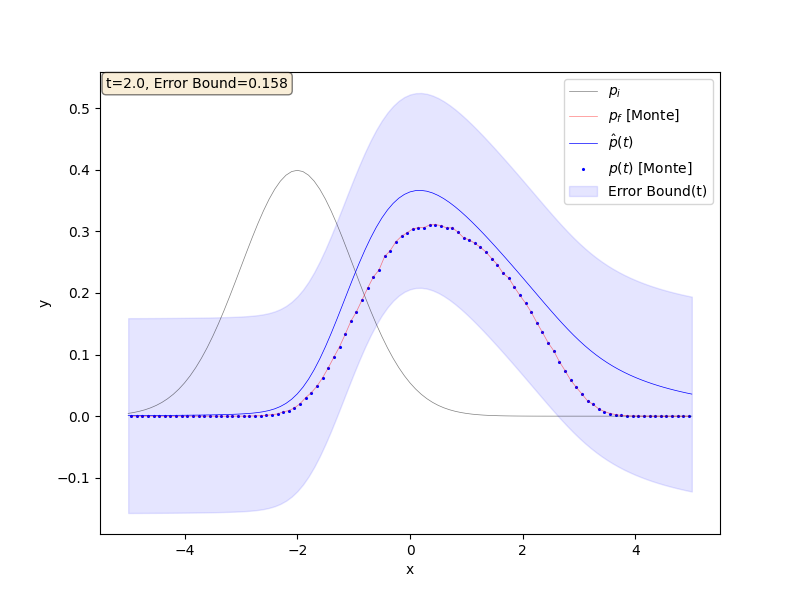 t=2.0, Error Bound=0.158
p_i
p_f [Monte]
p̂(t)
p(t) [Monte]
Error Bound(t)
0.5
0.4
0.3
0.2
0.1
0.0
−0.1
y
−4 −2 0 2 4
x